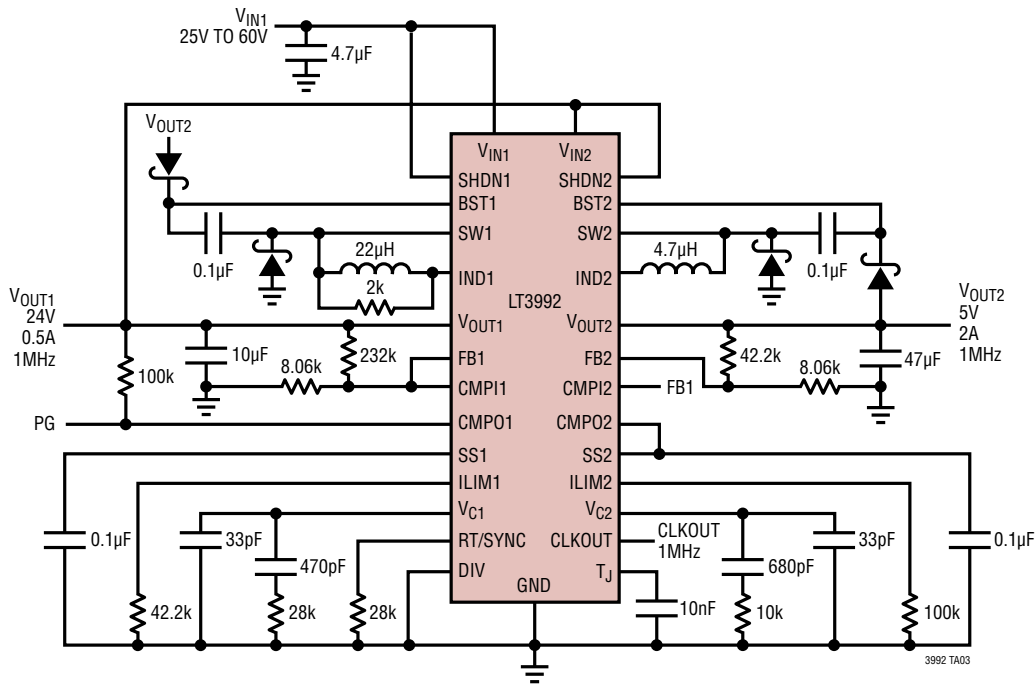 VIN1
25V TO 60V
4.7µF
VOUT2
VIN1
VIN2
SHDN1
SHDN2
BST1
BST2
0.1µF
SW1
SW2
4.7µH
0.1µF
22µH
IND1
IND2
2k
LT3992
VOUT1
24V
0.5A
1MHz
VOUT1
VOUT2
VOUT2
5V
2A
1MHz
100k
10µF
232k
FB1
FB2
42.2k
47µF
8.06k
CMPI1
CMPI2
FB1
8.06k
PG
CMPO1
CMPO2
SS1
SS2
ILIM1
ILIM2
0.1µF
33pF
VC1
VC2
33pF
0.1µF
470pF
RT/SYNC
CLKOUT
CLKOUT
1MHz
680pF
DIV
TJ
GND
42.2k
28k
28k
10nF
10k
100k
3992 TA03